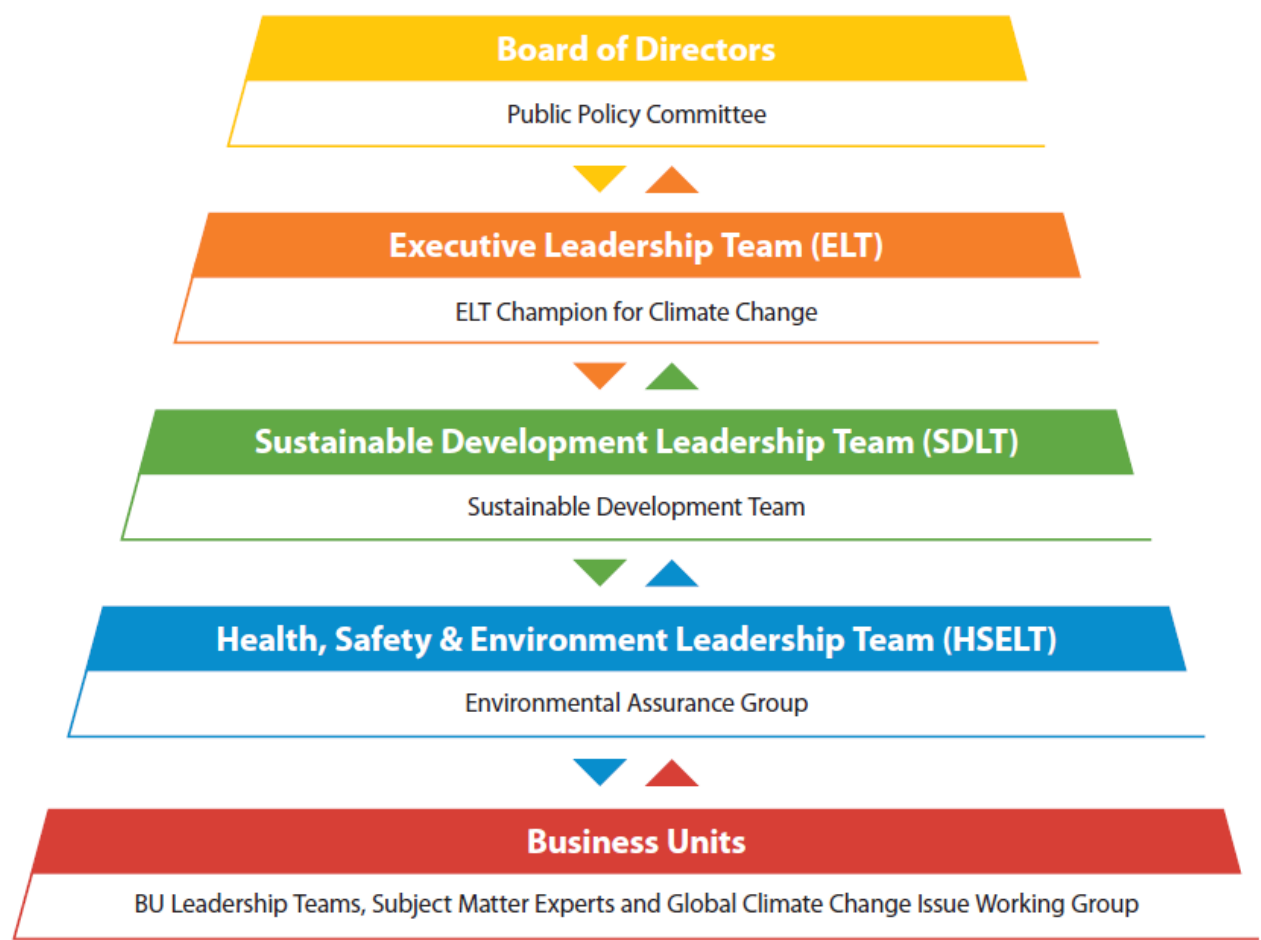 Board of Directors
Public Policy Committee
Executive Leadership Team (ELT)
ELT Champion for Climate Change
Sustainable Development Leadership Team (SDLT)
Sustainable Development Team
Health, Safety & Environment Leadership Team (HSELT)
Environmental Assurance Group
Business Units
BU Leadership Teams, Subject Matter Experts and Global Climate Change Issue Working Group